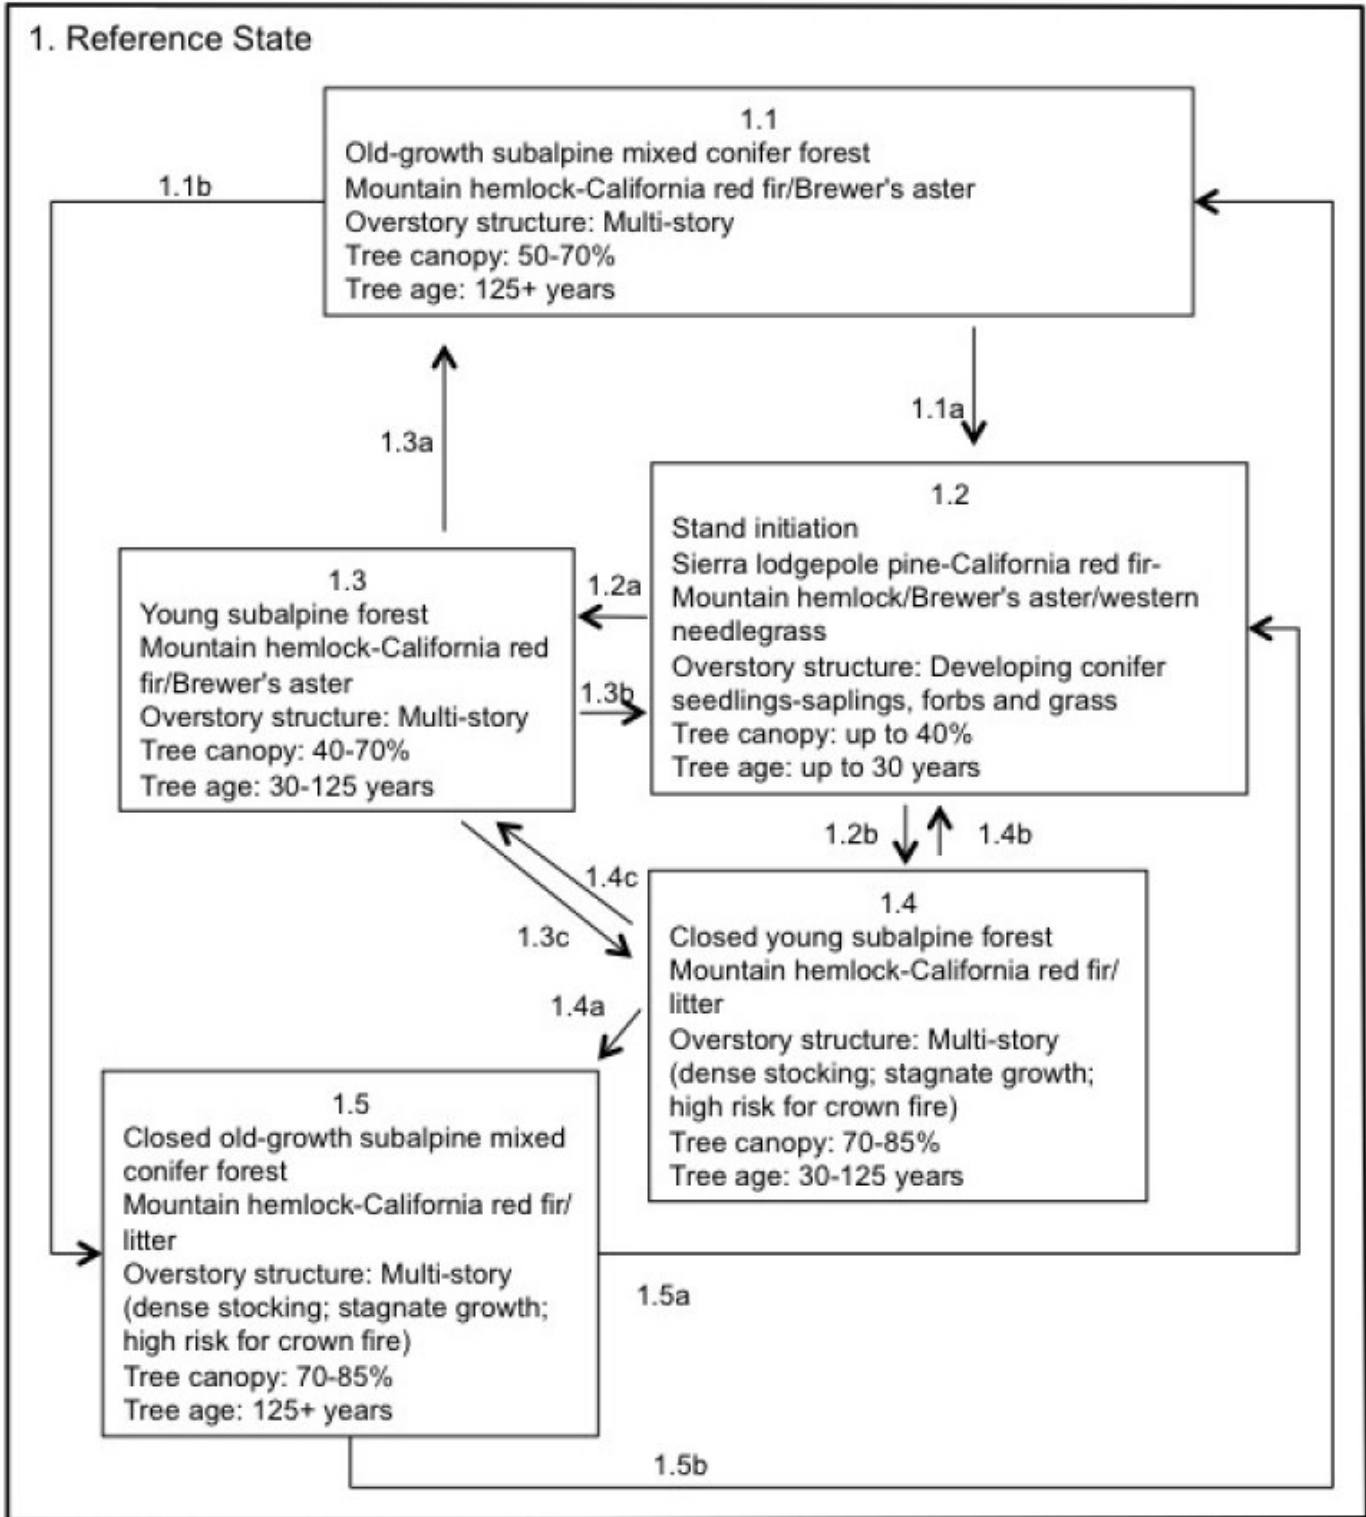 1. Reference State
1.1
Old-growth subalpine mixed conifer forest
Mountain hemlock-California red fir/Brewer's aster
Overstory structure: Multi-story
Tree canopy: 50-70%
Tree age: 125+ years
1.1b
1.1a
1.3a
1.2
Stand initiation
Sierra lodgepole pine-California red fir-
Mountain hemlock/Brewer's aster/western
needlegrass
Overstory structure: Developing conifer
seedlings-saplings, forbs and grass
Tree canopy: up to 40%
Tree age: up to 30 years
1.2a
1.3b
1.3
Young subalpine forest
Mountain hemlock-California red
fir/Brewer's aster
Overstory structure: Multi-story
Tree canopy: 40-70%
Tree age: 30-125 years
1.2b
1.4b
1.4c
1.3c
1.4a
1.4
Closed young subalpine forest
Mountain hemlock-California red fir/
litter
Overstory structure: Multi-story
(dense stocking; stagnate growth;
high risk for crown fire)
Tree canopy: 70-85%
Tree age: 30-125 years
1.5
Closed old-growth subalpine mixed
conifer forest
Mountain hemlock-California red fir/
litter
Overstory structure: Multi-story
(dense stocking; stagnate growth;
high risk for crown fire)
Tree canopy: 70-85%
Tree age: 125+ years
1.5a
1.5b